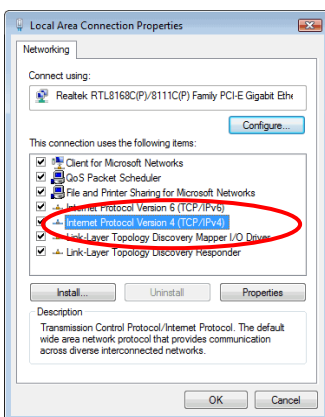 Local Area Connection Properties
Networking
Connect using:
Realtek RTL8168C(P)/8111C(P) Family PCI-E Gigabit Ethe
Configure...
This connection uses the following items:
Client for Microsoft Networks
QoS Packet Scheduler
File and Printer Sharing for Microsoft Networks
Internet Protocol Version 6 (TCP/IPv6)
Internet Protocol Version 4 (TCP/IPv4)
Link-Layer Topology Discovery Mapper I/O Driver
Link-Layer Topology Discovery Responder
Install...
Uninstall
Properties
Description
Transmission Control Protocol/Internet Protocol. The default
wide area network protocol that provides communication
across diverse interconnected networks.
OK
Cancel